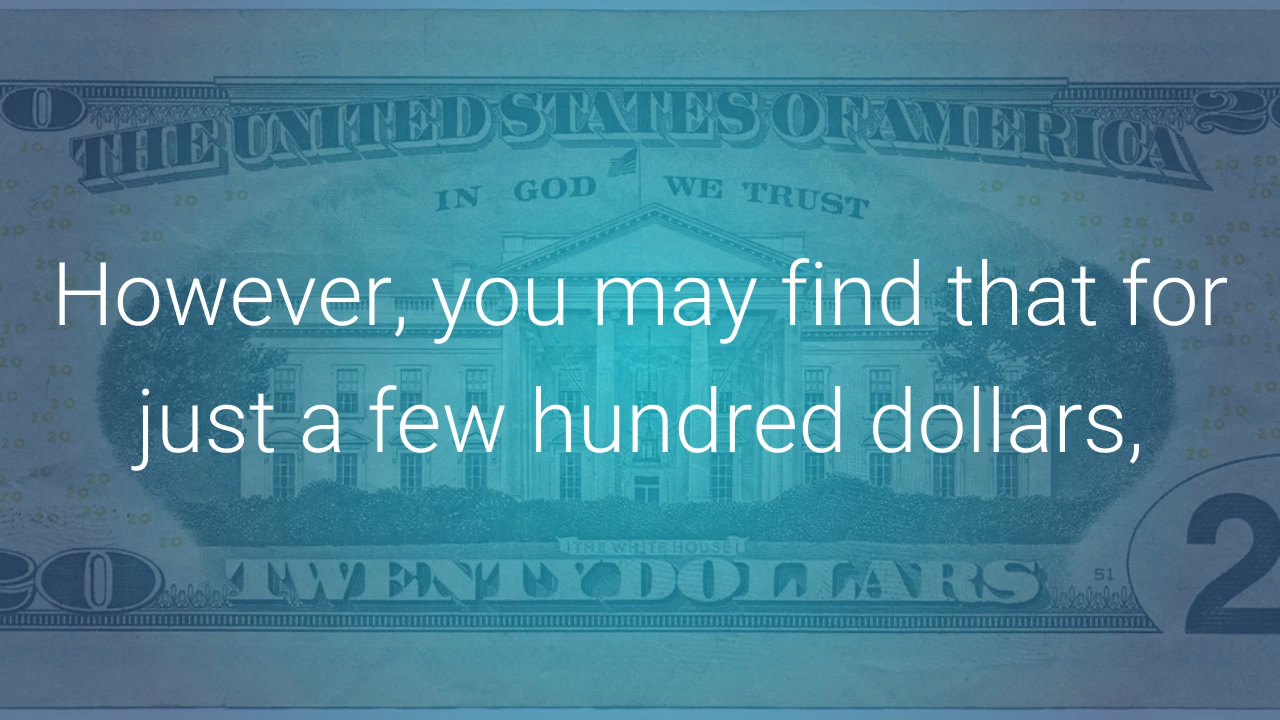 THE UNITED STATES OF AMERICA
IN GOD WE TRUST
However, you may find that for
just a few hundred dollars,
THE WHITE HOUSE
TWENTY DOLLARS
51